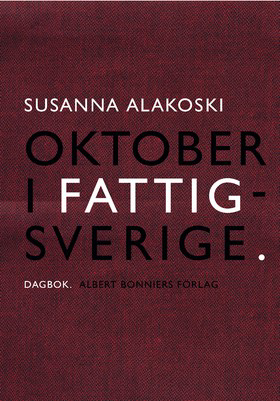 SUSANNA ALAKOSKI
OKTOBER
I FATTIG-
SVERIGE.
DAGBOK. ALBERT BONNIERS FÖRLAG